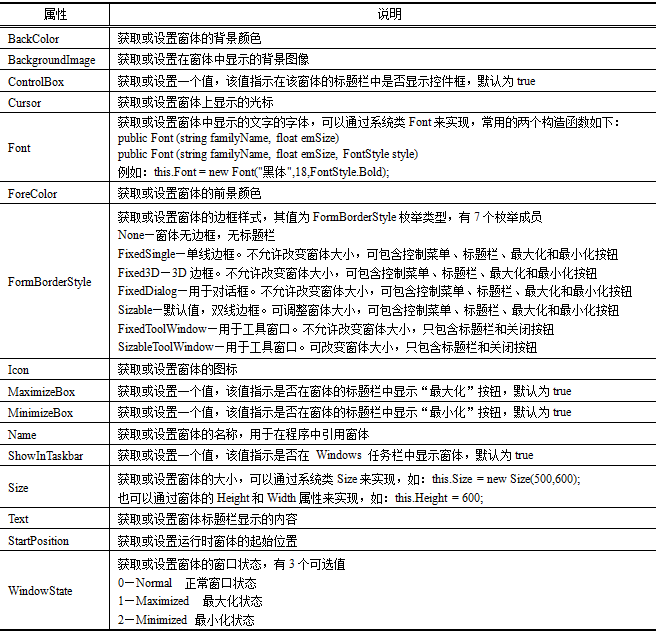 属性 说明
BackColor 获取或设置窗体的背景颜色
BackgroundImage 获取或设置在窗体中显示的背景图像
ControlBox 获取或设置一个值，该值指示在该窗体的标题栏中是否显示控件框，默认为 true
Cursor 获取或设置窗体上显示的光标
Font
获取或设置窗体中显示的文字的字体，可以通过系统类 Font 来实现，常用的两个构造函数如下：
public Font (string familyName, float emSize)
public Font (string familyName, float emSize, FontStyle style)
例如：this.Font = new Font("黑体",18,FontStyle.Bold);
ForeColor 获取或设置窗体的前景颜色
FormBorderStyle
获取或设置窗体的边框样式，其值为 FormBorderStyle 枚举类型，有 7 个枚举成员
None—窗体无边框，无标题栏
FixedSingle—单线边框。不允许改变窗体大小，可包含控制菜单、标题栏、最大化和最小化按钮
Fixed3D—3D 边框。不允许改变窗体大小，可包含控制菜单、标题栏、最大化和最小化按钮
FixedDialog—用于对话框。不允许改变窗体大小，可包含控制菜单、标题栏、最大化和最小化按钮
Sizable—默认值，双线边框。可调整窗体大小，可包含控制菜单、标题栏、最大化和最小化按钮
FixedToolWindow—用于工具窗口。不允许改变窗体大小，只包含标题栏和关闭按钮
SizableToolWindow—用于工具窗口。可改变窗体大小，只包含标题栏和关闭按钮
Icon 获取或设置窗体的图标
MaximizeBox 获取或设置一个值，该值指示是否在窗体的标题栏中显示“最大化”按钮，默认为 true
MinimizeBox 获取或设置一个值，该值指示是否在窗体的标题栏中显示“最小化”按钮，默认为 true
Name 获取或设置窗体的名称，用于在程序中引用窗体
ShowInTaskbar 获取或设置一个值，该值指示是否在 Windows 任务栏中显示窗体，默认为 true
Size
获取或设置窗体的大小，可以通过系统类 Size 来实现，如：this.Size = new Size(500,600);
也可以通过窗体的 Height 和 Width 属性来实现，如：this.Height = 600;
Text 获取或设置窗体标题栏显示的内容
StartPosition 获取或设置运行时窗体的起始位置
WindowState
获取或设置窗体的窗口状态，有 3 个可选值
0—Normal 正常窗口状态
1—Maximized 最大化状态
2—Minimized 最小化状态